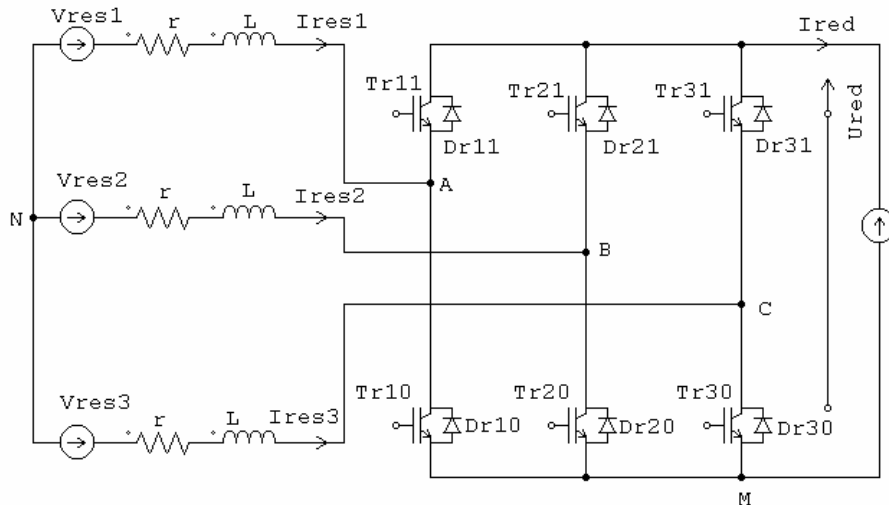 Vres1 r L Ires1 Ired
Tr11 Tr21 Tr31
Ured
Dr11 Dr21 Dr31
Vres2 r L Ires2 A
N
B
C
Vres3 r L Ires3 Tr10 Tr20 Tr30
Dr10 Dr20 Dr30
M